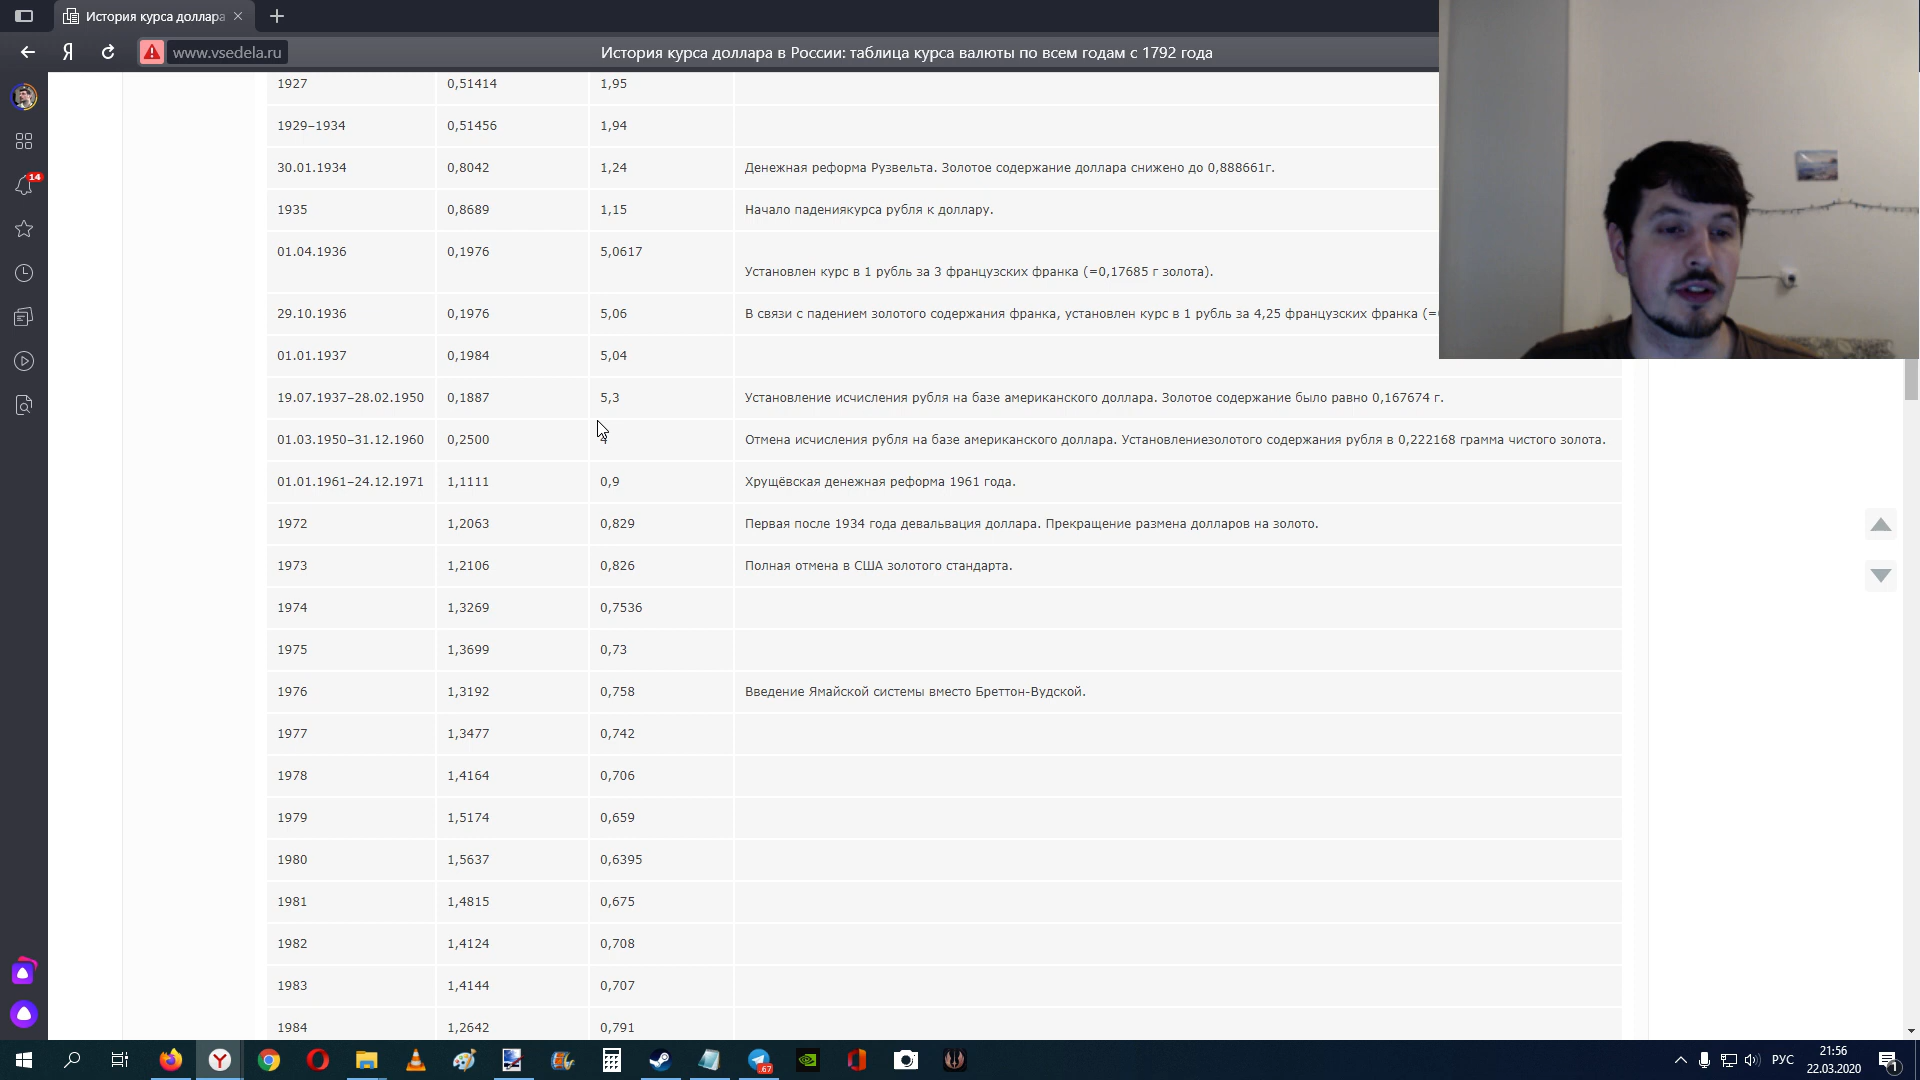 История курса доллара
14
www.vsedela.ru
История курса доллара в России: таблица курса валюты по всем годам с 1792 года
1927 0,51414 1,95
1929–1934 0,51456 1,94
30.01.1934 0,8042 1,24 Денежная реформа Рузвельта. Золотое содержание доллара снижено до 0,888661г.
1935 0,8689 1,15 Начало падениякурса рубля к доллару.
01.04.1936 0,1976 5,0617
Установлен курс в 1 рубль за 3 французских франка (=0,17685 г золота).
29.10.1936 0,1976 5,06 В связи с падением золотого содержания франка, установлен курс в 1 рубль за 4,25 французских франка (=
01.01.1937 0,1984 5,04
19.07.1937–28.02.1950 0,1887 5,3 Установление исчисления рубля на базе американского доллара. Золотое содержание было равно 0,167674 г.
01.03.1950–31.12.1960 0,2500 4 Отмена исчисления рубля на базе американского доллара. Установлениезолотого содержания рубля в 0,222168 грамма чистого золота.
01.01.1961–24.12.1971 1,1111 0,9 Хрущёвская денежная реформа 1961 года.
1972 1,2063 0,829 Первая после 1934 года девальвация доллара. Прекращение размена долларов на золото.
1973 1,2106 0,826 Полная отмена в США золотого стандарта.
1974 1,3269 0,7536
1975 1,3699 0,73
1976 1,3192 0,758 Введение Ямайской системы вместо Бреттон-Вудской.
1977 1,3477 0,742
1978 1,4164 0,706
1979 1,5174 0,659
1980 1,5637 0,6395
1981 1,4815 0,675
1982 1,4124 0,708
1983 1,4144 0,707
1984 1,2642 0,791
67
РУС
21:56
22.03.2020
1